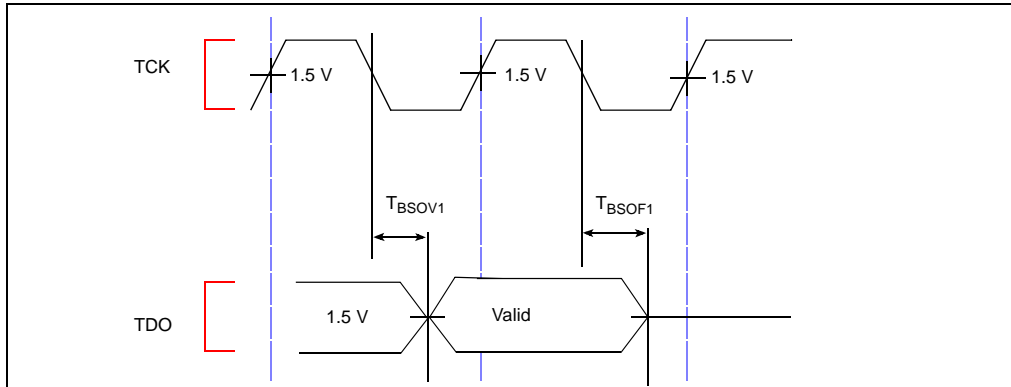 TCK
1.5 V
1.5 V
1.5 V
TBSOV1
TBSOF1
TDO
1.5 V
Valid